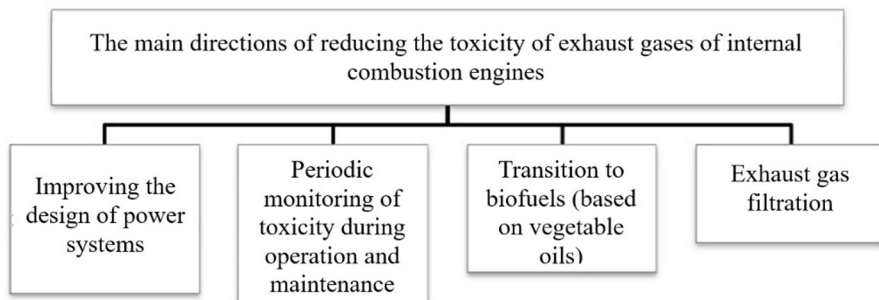 The main directions of reducing the toxicity of exhaust gases of internal
combustion engines
Improving the
design of power
systems
Periodic
monitoring of
toxicity during
operation and
maintenance
Transition to
biofuels (based
on vegetable
oils)
Exhaust gas
filtration